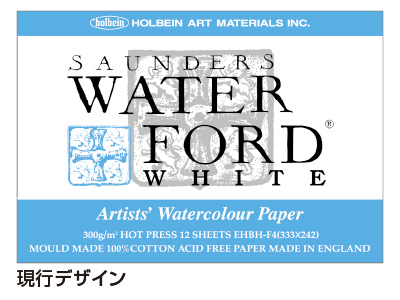 holbein HOLBEIN ART MATERIALS INC.
SAUNDERS
WATER
FORD®
WHITE
Artists' Watercolour Paper
300g/m² HOT PRESS 12 SHEETS EHBH-F4(333X242)
MOULD MADE 100%COTTON ACID FREE PAPER MADE IN ENGLAND
現行デザイン